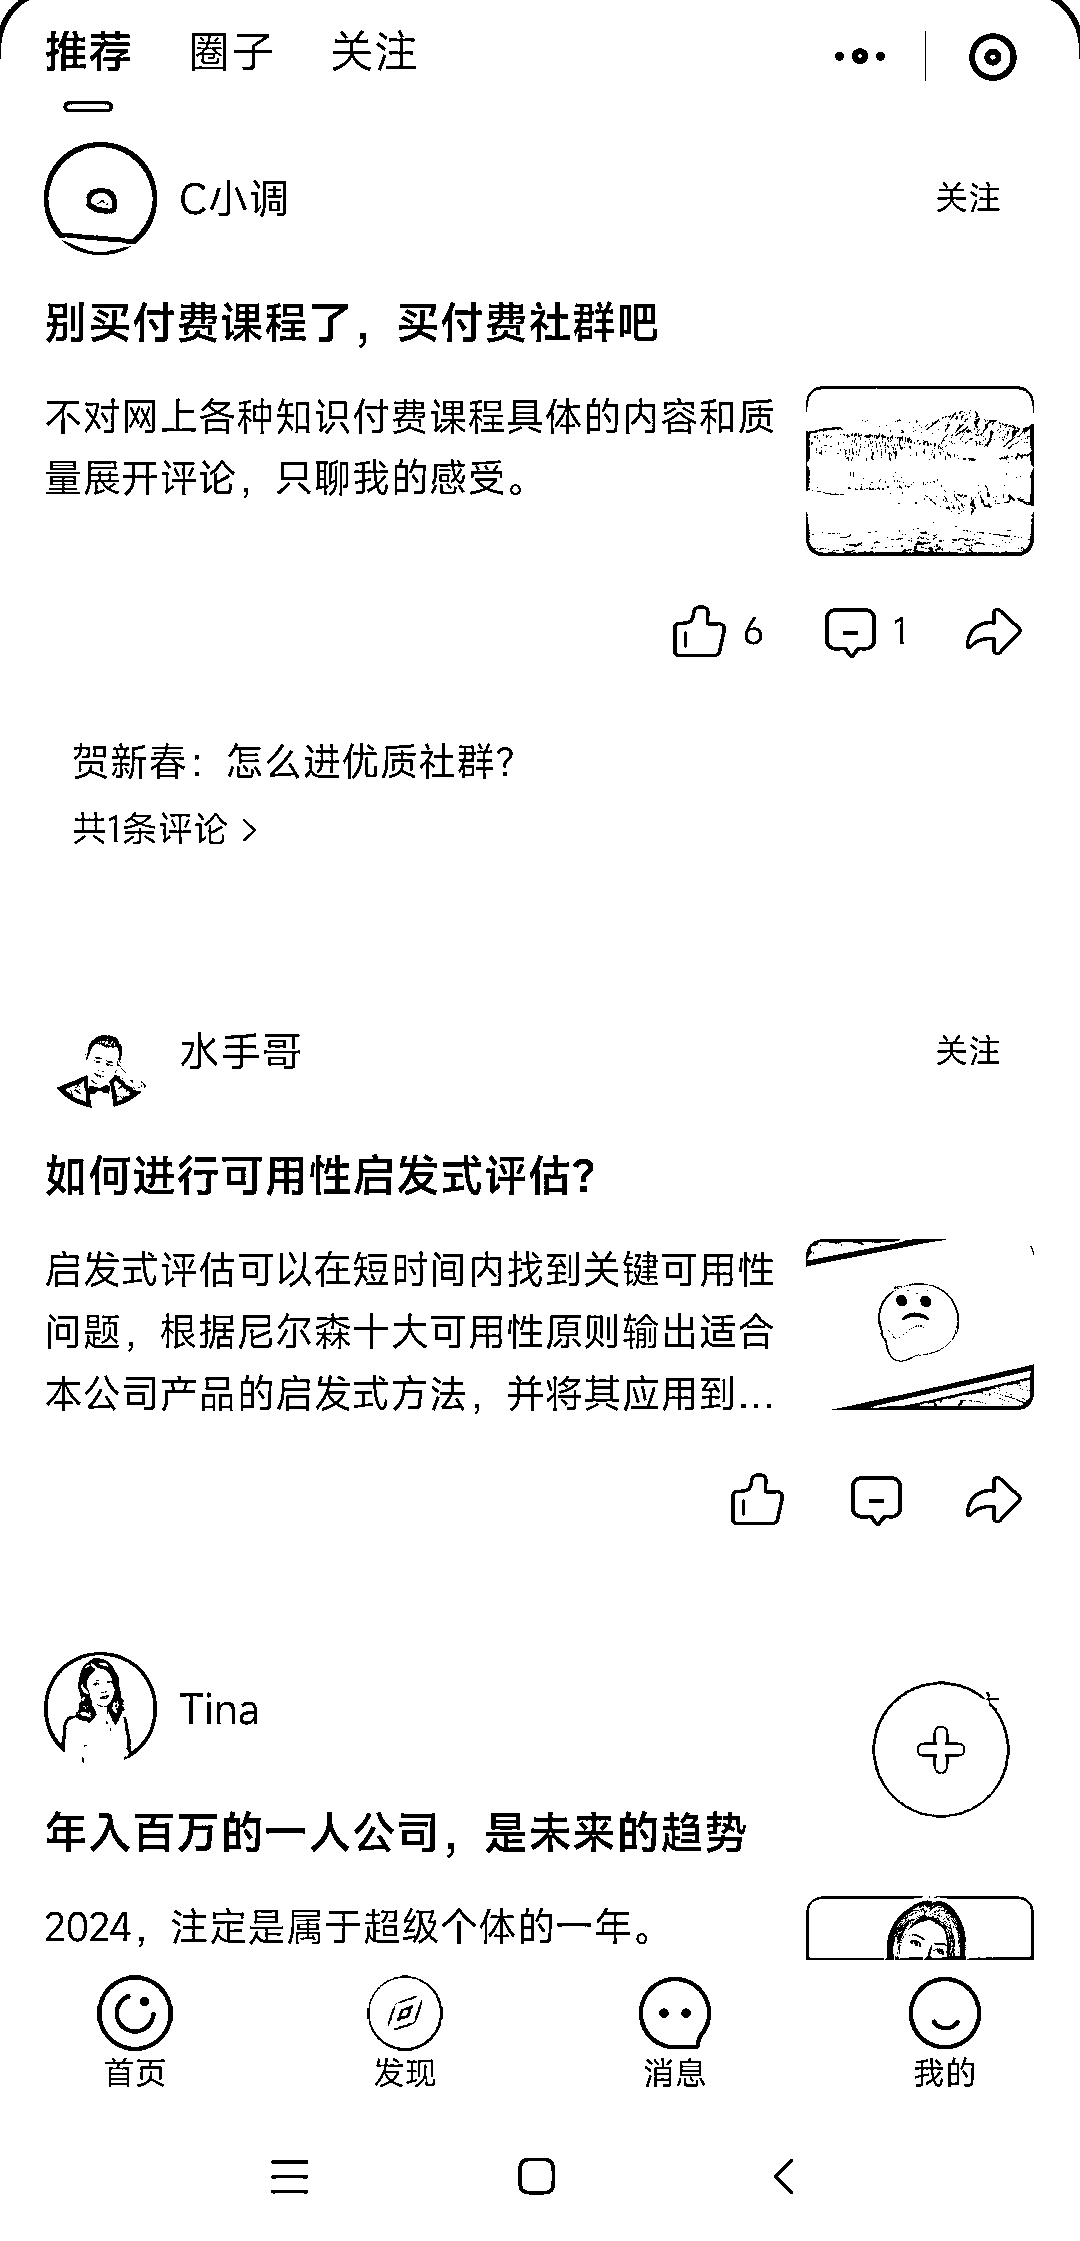 推荐 圈子 关注
C小调 关注
别买付费课程了，买付费社群吧
不对网上各种知识付费课程具体的内容和质
量展开评论，只聊我的感受。
6 1
贺新春：怎么进优质社群？
共1条评论 >
水手哥 关注
如何进行可用性启发式评估？
启发式评估可以在短时间内找到关键可用性
问题，根据尼尔森十大可用性原则输出适合
本公司产品的启发式方法，并将其应用到...
Tina
年入百万的一人公司，是未来的趋势
2024，注定是属于超级个体的一年。
首页 发现 消息 我的